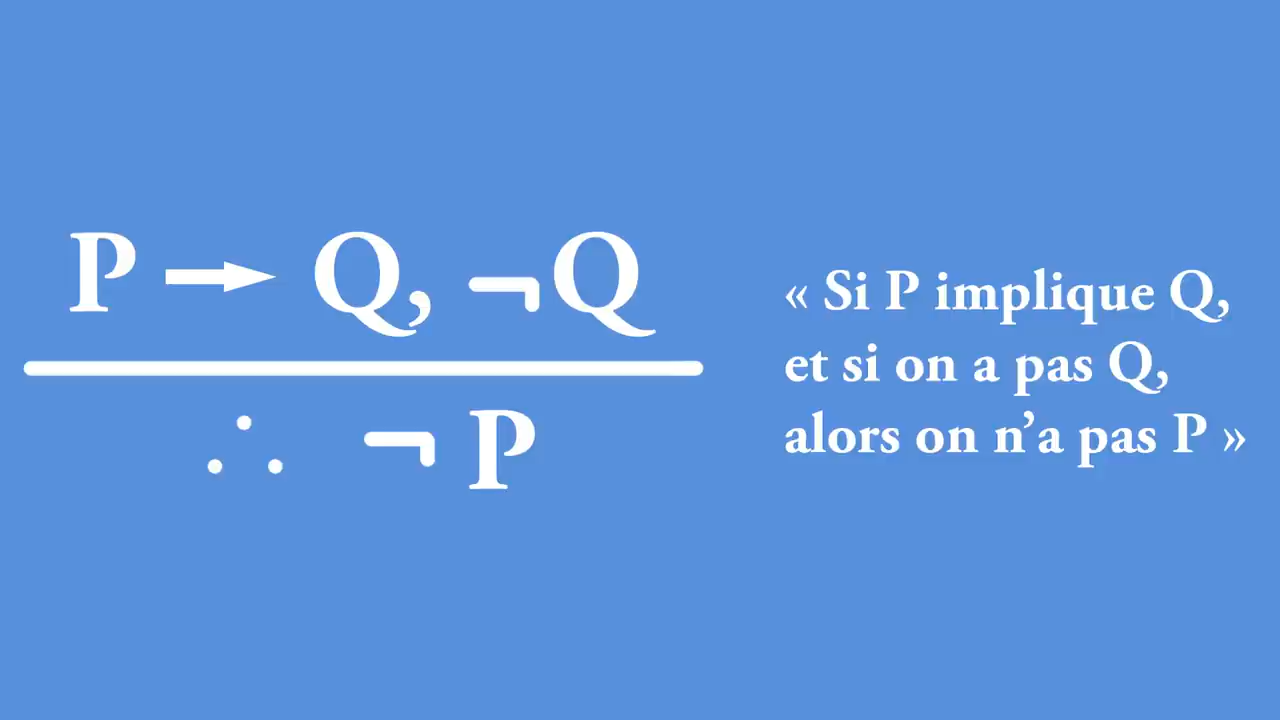 P → Q, ¬Q
∴ ¬ P
« Si P implique Q,
et si on a pas Q,
alors on n’a pas P »